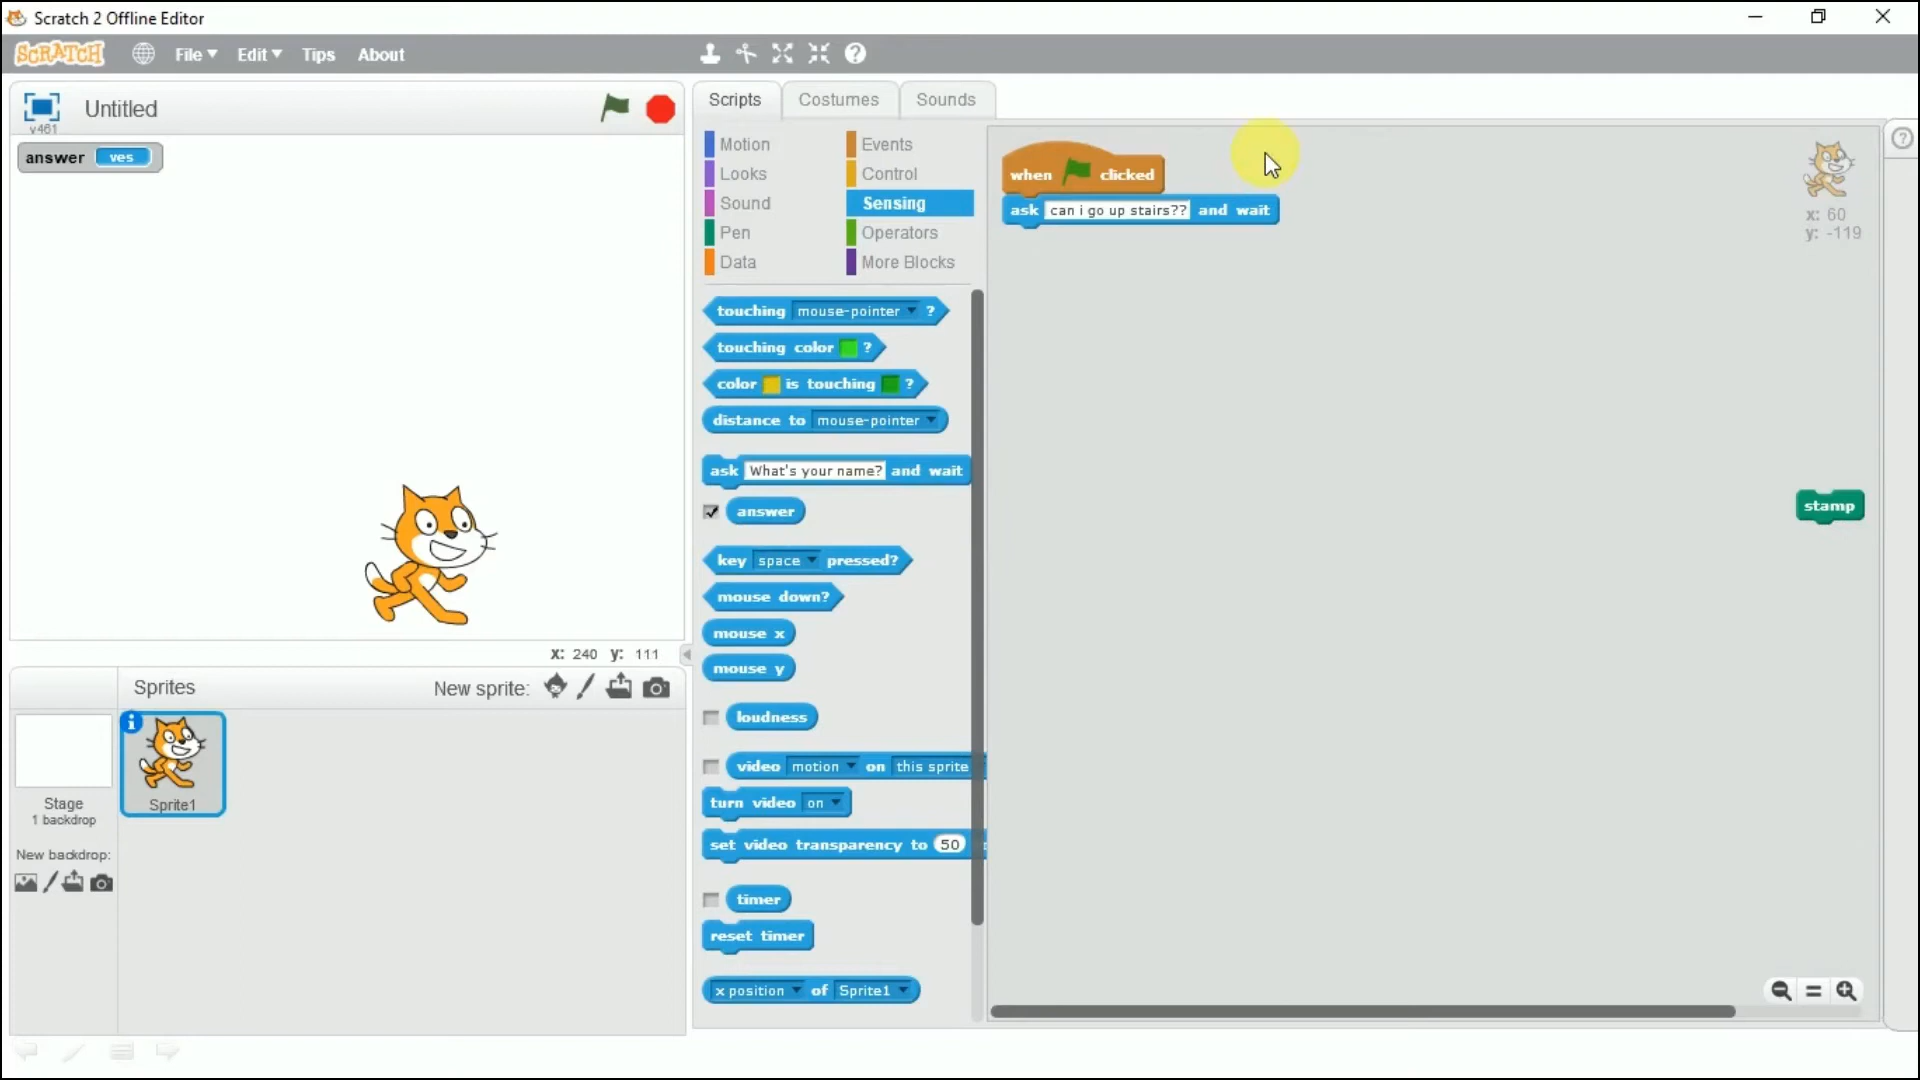 Scratch 2 Offline Editor
SCRATCH
File
Edit
Tips
About
v461
Untitled
answer yes
x: 240 y: 111
Sprites
New sprite:
Sprite1
Stage
1 backdrop
New backdrop:
Scripts
Costumes
Sounds
Motion
Looks
Sound
Pen
Data
Events
Control
Sensing
Operators
More Blocks
touching mouse-pointer ?
touching color ?
color is touching ?
distance to mouse-pointer
ask What's your name? and wait
answer
key space pressed?
mouse down?
mouse x
mouse y
loudness
video motion on this sprite
turn video on
set video transparency to 50
timer
reset timer
x position of Sprite1
when clicked
ask can i go up stairs?? and wait
stamp
x: 60
y: -119